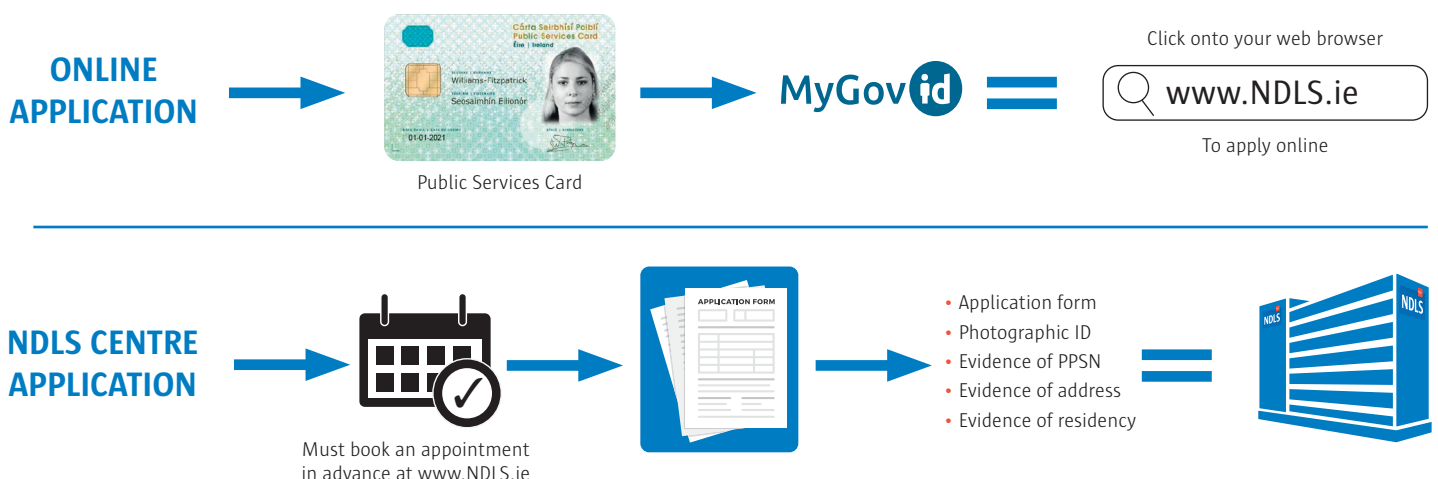 ONLINE
APPLICATION
Cárta Seirbhísí Poiblí
Public Services Card
Éire | Ireland
Williams-Fitzpatrick
Seosaimhín Eilíonór
01-01-2021
Public Services Card
MyGovid
Click onto your web browser
www.NDLS.ie
To apply online
NDLS CENTRE
APPLICATION
Must book an appointment
in advance at www.NDLS.ie
APPLICATION FORM
• Application form
• Photographic ID
• Evidence of PPSN
• Evidence of address
• Evidence of residency
NDLS
NDLS